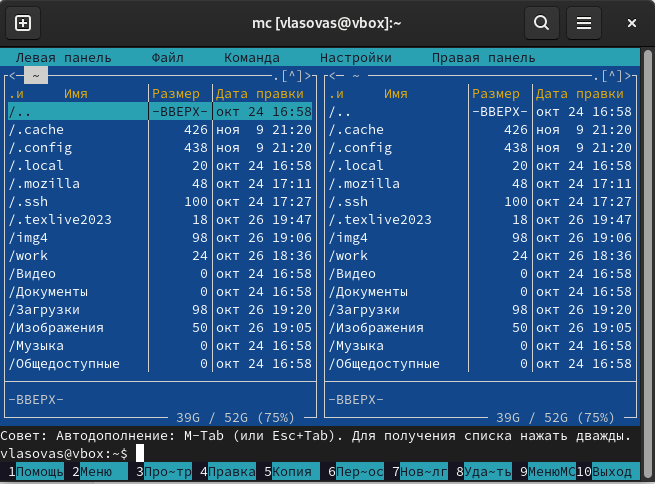 mc [vlasovas@vbox]:~
Левая панель Файл Команда Настройки Правая панель
<─ ~ ─.[^]> <─ ~ ─.[^]>
.и Имя Размер Дата правки .и Имя Размер Дата правки
/.. -ВВЕРХ- окт 24 16:58 /.. -ВВЕРХ- окт 24 16:58
/.cache 426 ноя 9 21:20 /.cache 426 ноя 9 21:20
/.config 438 ноя 9 21:20 /.config 438 ноя 9 21:20
/.local 20 окт 24 16:58 /.local 20 окт 24 16:58
/.mozilla 48 окт 24 17:11 /.mozilla 48 окт 24 17:11
/.ssh 100 окт 24 17:27 /.ssh 100 окт 24 17:27
/.texlive2023 18 окт 26 19:47 /.texlive2023 18 окт 26 19:47
/img4 98 окт 26 19:06 /img4 98 окт 26 19:06
/work 24 окт 26 18:36 /work 24 окт 26 18:36
/Видео 0 окт 24 16:58 /Видео 0 окт 24 16:58
/Документы 0 окт 24 16:58 /Документы 0 окт 24 16:58
/Загрузки 98 окт 26 19:20 /Загрузки 98 окт 26 19:20
/Изображения 50 окт 26 19:05 /Изображения 50 окт 26 19:05
/Музыка 0 окт 24 16:58 /Музыка 0 окт 24 16:58
/Общедоступные 0 окт 24 16:58 /Общедоступные 0 окт 24 16:58
-ВВЕРХ- -ВВЕРХ-
39G / 52G (75%) 39G / 52G (75%)
Совет: Автодополнение: M-Tab (или Esc+Tab). Для получения списка нажать дважды.
vlasovas@vbox:~$
1Помощь 2Меню 3Про~тр 4Правка 5Копия 6Пер~ос 7Нов~лг 8Уда~ть 9МенюMC 10Выход